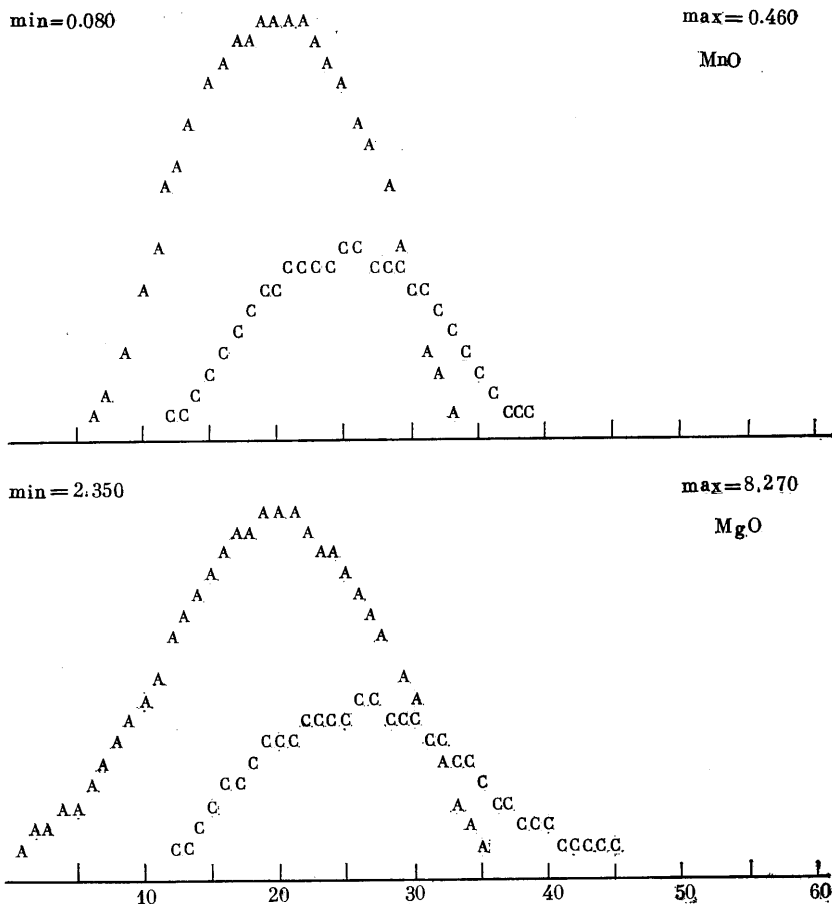 min=0.080 AAAA max=0.460
AA A
A A MnO
A A
A A
A
A
A A
A CC A
CCCC CCC
A CC CC
C C
C C
A C A C
C A C
A C C
A CC A CCC
min=2.350 max=8,270
A A A
AA A MgO
A AA
A A
A A
A A
A A
A A
A CC A
A CCCC CCC
A CCC CC
A C A CC
A CC C
AA C A CC
AA C A CCC
A CC A CCCCC
10 20 30 40 50 60